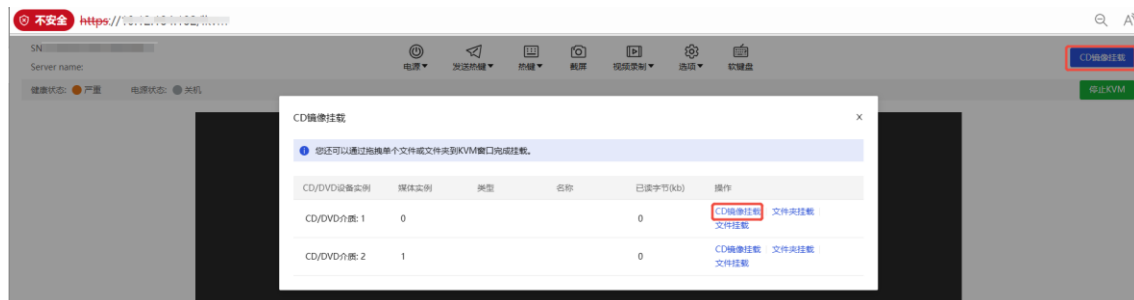 不安全 https://
SN
Server name:
电源 发送热键 热键 截屏 视频录制 选项 软键盘
CD镜像挂载
健康状态: 严重 电源状态: 关机
停止KVM
CD镜像挂载 x
您还可以通过拖拽单个文件或文件夹到KVM窗口完成挂载。
CD/DVD设备实例 媒体实例 类型 名称 已读字节(kb) 操作
CD/DVD介质: 1 0 0 CD镜像挂载 文件夹挂载
文件挂载
CD/DVD介质: 2 1 0 CD镜像挂载 文件夹挂载
文件挂载